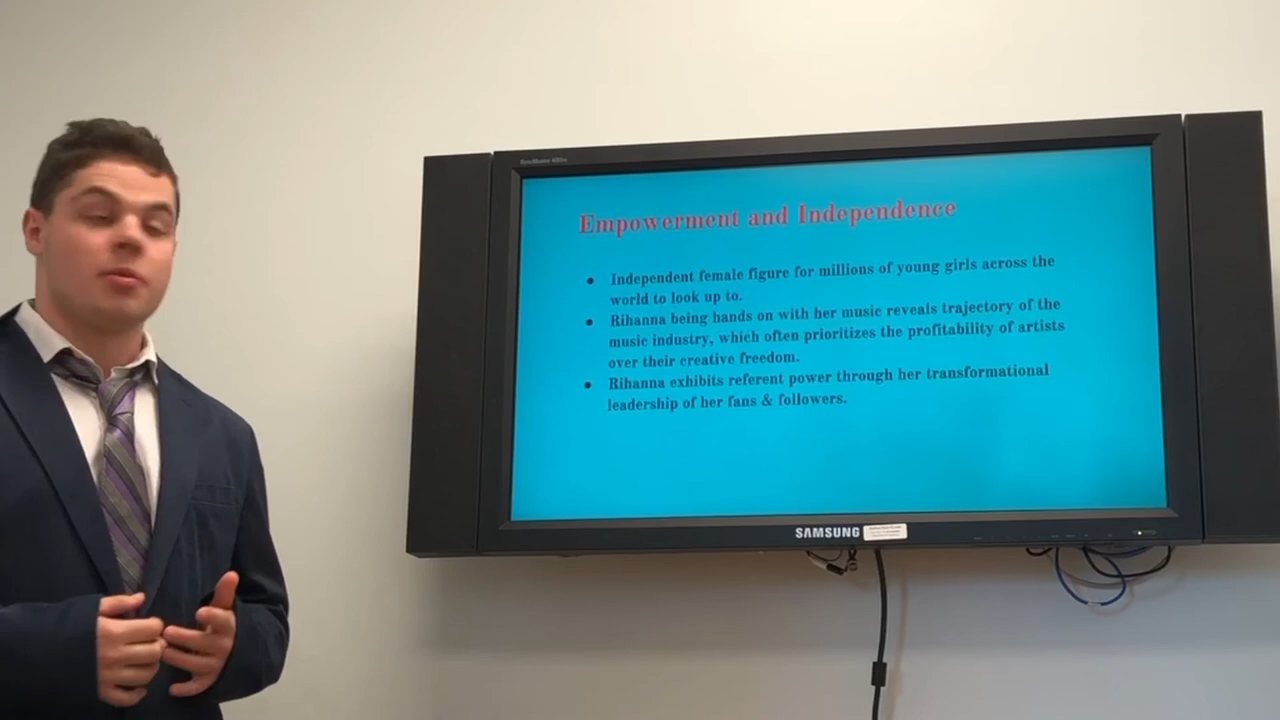 Empowerment and Independence
● Independent female figure for millions of young girls across the
world to look up to.
● Rihanna being hands on with her music reveals trajectory of the
music industry, which often prioritizes the profitability of artists
over their creative freedom.
● Rihanna exhibits referent power through her transformational
leadership of her fans & followers.
SAMSUNG